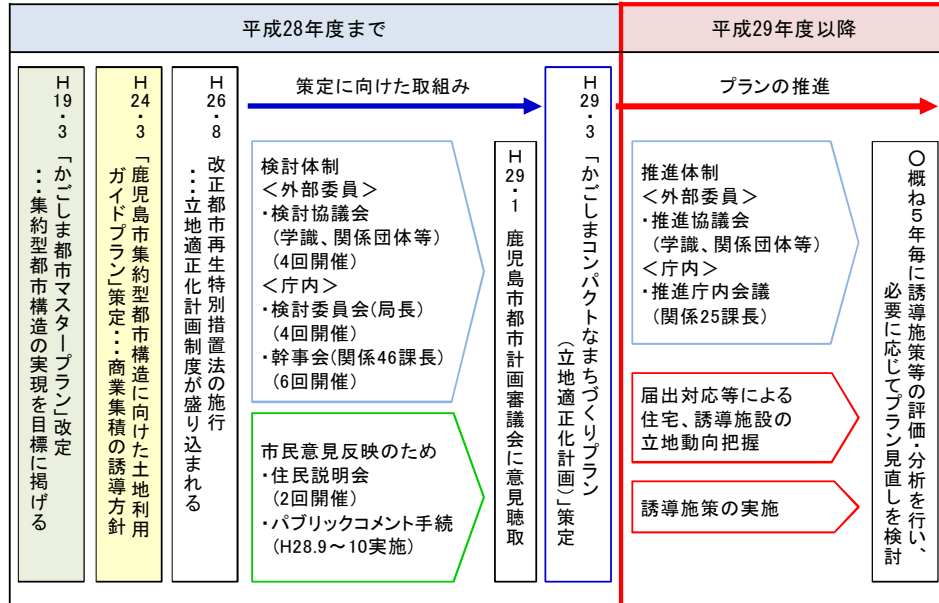 平成28年度まで
平成29年度以降
H19・3 「かごしま都市マスタープラン」改定
・・・集約型都市構造の実現を目標に掲げる
H24・3 「鹿児島市集約型都市構造に向けた土地利用
ガイドプラン」策定・・・商業集積の誘導方針
H26・8 改正都市再生特別措置法の施行
・・・立地適正化計画制度が盛り込まれる
策定に向けた取組み
検討体制
＜外部委員＞
・検討協議会
(学識、関係団体等)
(4回開催)
＜庁内＞
・検討委員会(局長)
(4回開催)
・幹事会(関係46課長)
(6回開催)
市民意見反映のため
・住民説明会
(2回開催)
・パブリックコメント手続
(H28.9～10実施)
H29・1 鹿児島市都市計画審議会に意見聴取
H29・3 「かごしまコンパクトなまちづくりプラン
(立地適正化計画)」策定
プランの推進
推進体制
＜外部委員＞
・推進協議会
(学識、関係団体等)
＜庁内＞
・推進庁内会議
(関係25課長)
届出対応等による
住宅、誘導施設の
立地動向把握
誘導施策の実施
〇概ね5年毎に誘導施策等の評価・分析を行い、
必要に応じてプラン見直しを検討